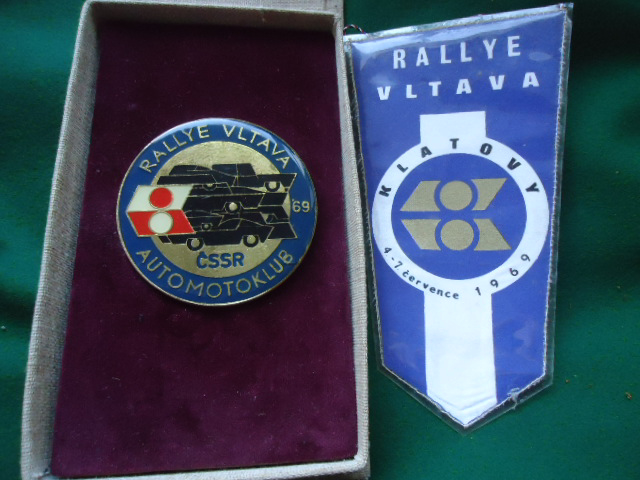 RALLYE VLTAVA
'69
ČSSR
AUTOMOTOKLUB
RALLYE
VLTAVA
KLATOVY
4.-7. července 1969